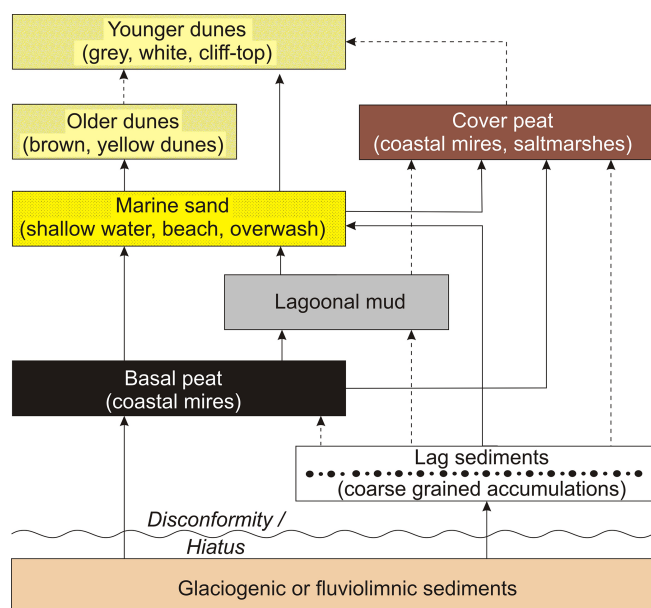 Younger dunes
(grey, white, cliff-top)
Older dunes
(brown, yellow dunes)
Cover peat
(coastal mires, saltmarshes)
Marine sand
(shallow water, beach, overwash)
Lagoonal mud
Basal peat
(coastal mires)
Lag sediments
(coarse grained accumulations)
Disconformity /
Hiatus
Glaciogenic or fluviolimnic sediments